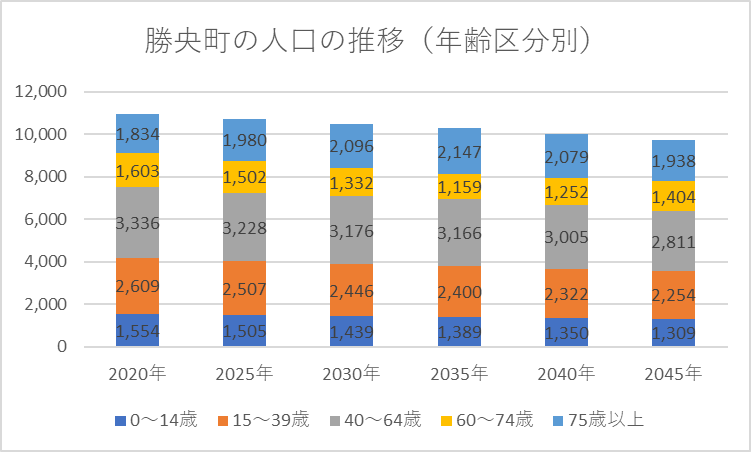 勝央町の人口の推移（年齢区分別）
12,000
10,000
8,000
6,000
4,000
2,000
0
1,834 1,980 2,096 2,147 2,079 1,938
1,603 1,502 1,332 1,159 1,252 1,404
3,336 3,228 3,176 3,166 3,005 2,811
2,609 2,507 2,446 2,400 2,322 2,254
1,554 1,505 1,439 1,389 1,350 1,309
2020年 2025年 2030年 2035年 2040年 2045年
0～14歳 15～39歳 40～64歳 60～74歳 75歳以上